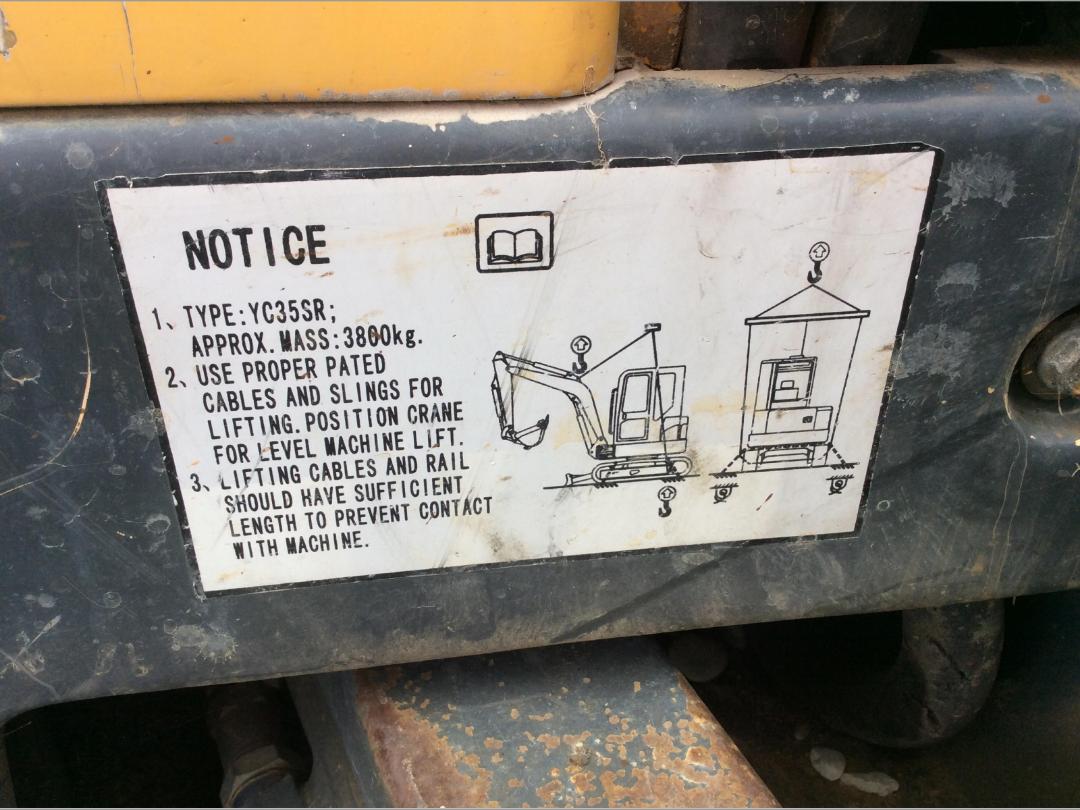 NOTICE
1、TYPE:YC35SR;
APPROX. MASS:3800kg.
2、USE PROPER PATED
CABLES AND SLINGS FOR
LIFTING. POSITION CRANE
FOR LEVEL MACHINE LIFT.
3、LIFTING CABLES AND RAIL
SHOULD HAVE SUFFICIENT
LENGTH TO PREVENT CONTACT
WITH MACHINE.